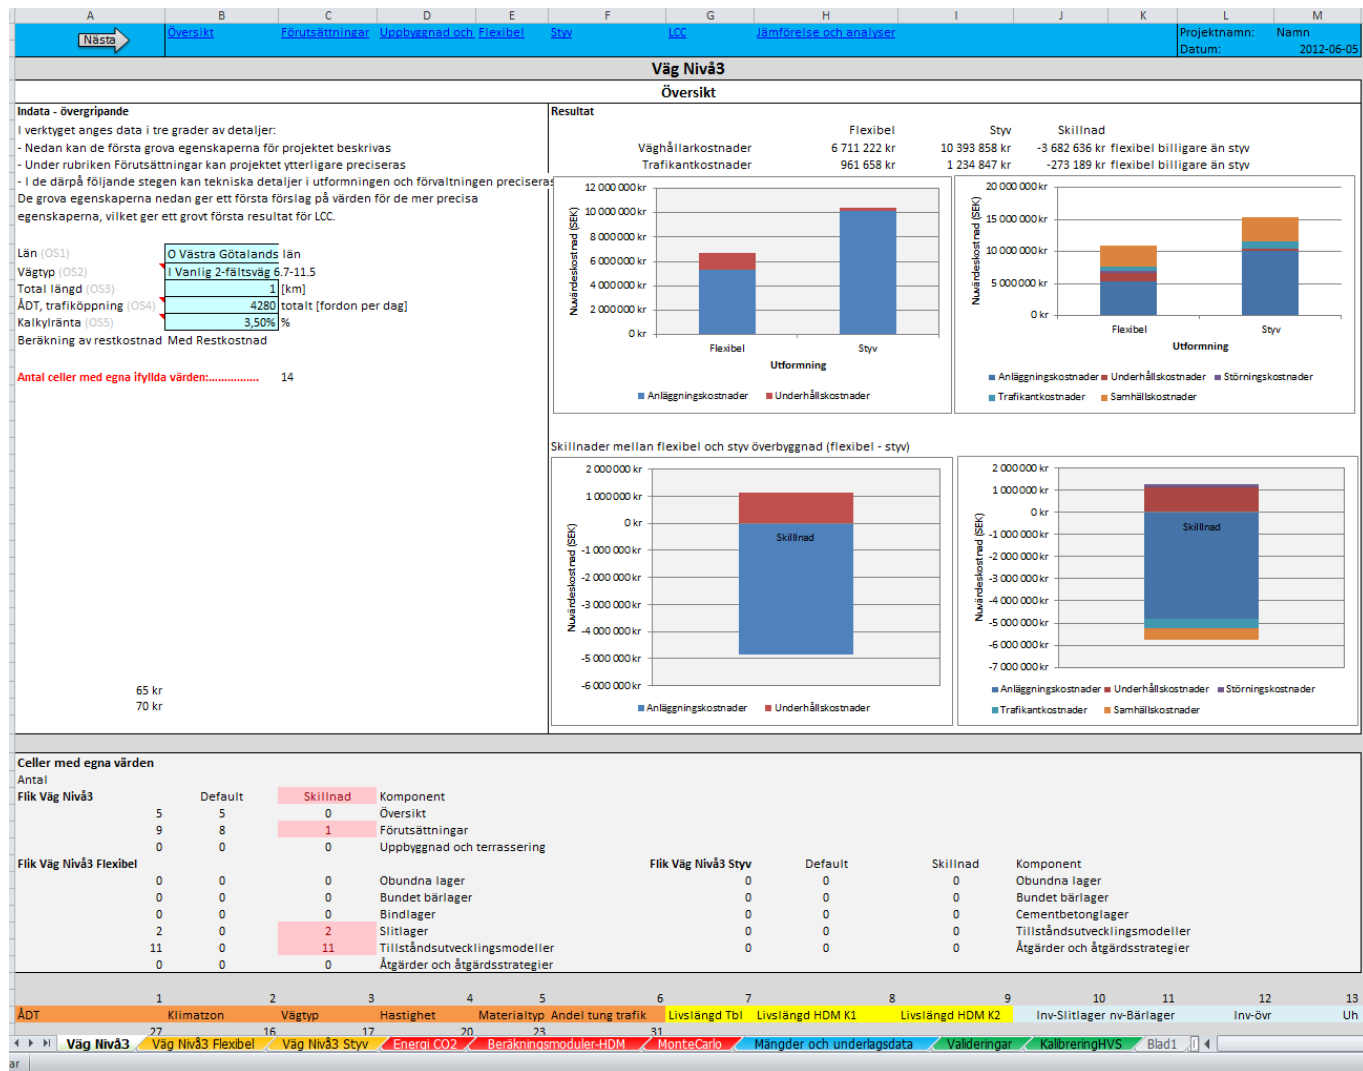 A B C D E F G H I J K L M
Nästa Översikt Förutsättningar Uppbyggnad och Flexibel Styv LCC Jämförelse och analyser Projektnamn: Namn
Datum: 2012-06-05
Väg Nivå3
Översikt
Indata - övergripande
I verktyget anges data i tre grader av detaljer:
- Nedan kan de första grova egenskaperna för projektet beskrivas
- Under rubriken Förutsättningar kan projektet ytterligare preciseras
- I de därpå följande stegen kan tekniska detaljer i utformningen och förvaltningen preciseras
De grova egenskaperna nedan ger ett första förslag på värden för de mer precisa
egenskaperna, vilket ger ett grovt första resultat för LCC.
Län (OS1) O Västra Götalands län
Vägtyp (OS2) I Vanlig 2-fältsväg 6.7-11.5
Total längd (OS3) 1 [km]
ÅDT, trafiköppning (OS4) 4280 totalt [fordon per dag]
Kalkylränta (OS5) 3,50% %
Beräkning av restkostnad Med Restkostnad
Antal celler med egna ifyllda värden:............... 14
65 kr
70 kr
Resultat
Flexibel Styv Skillnad
Väghållarkostnader 6 711 222 kr 10 393 858 kr -3 682 636 kr flexibel billigare än styv
Trafikantkostnader 961 658 kr 1 234 847 kr -273 189 kr flexibel billigare än styv
Nuvärdeskostnad (SEK)
12 000 000 kr
10 000 000 kr
8 000 000 kr
6 000 000 kr
4 000 000 kr
2 000 000 kr
0 kr
Flexibel Styv
Utformning
Anläggningskostnader Underhållskostnader
Nuvärdeskostnad (SEK)
20 000 000 kr
15 000 000 kr
10 000 000 kr
5 000 000 kr
0 kr
Flexibel Styv
Utformning
Anläggningskostnader Underhållskostnader Störningskostnader
Trafikantkostnader Samhällskostnader
Skillnader mellan flexibel och styv överbyggnad (flexibel - styv)
Nuvärdeskostnad (SEK)
2 000 000 kr
1 000 000 kr
0 kr
-1 000 000 kr
-2 000 000 kr
-3 000 000 kr
-4 000 000 kr
-5 000 000 kr
-6 000 000 kr
Skilllnad
Anläggningskostnader Underhållskostnader
Nuvärdeskostnad (SEK)
2 000 000 kr
1 000 000 kr
0 kr
-1 000 000 kr
-2 000 000 kr
-3 000 000 kr
-4 000 000 kr
-5 000 000 kr
-6 000 000 kr
-7 000 000 kr
Skilllnad
Anläggningskostnader Underhållskostnader Störningskostnader
Trafikantkostnader Samhällskostnader
Celler med egna värden
Antal
Flik Väg Nivå3 Default Skillnad Komponent
5 5 0 Översikt
9 8 1 Förutsättningar
0 0 0 Uppbyggnad och terrassering
Flik Väg Nivå3 Flexibel Flik Väg Nivå3 Styv Default Skillnad Komponent
0 0 0 Obundna lager 0 0 0 Obundna lager
0 0 0 Bundet bärlager 0 0 0 Bundet bärlager
0 0 0 Bindlager 0 0 0 Cementbetonglager
2 0 2 Slitlager 0 0 0 Tillståndsutvecklingsmodeller
11 0 11 Tillståndsutvecklingsmodeller 0 0 0 Åtgärder och åtgärdsstrategier
0 0 0 Åtgärder och åtgärdsstrategier
1 2 3 4 5 6 7 8 9 10 11 12 13
ÅDT Klimatzon Vägtyp Hastighet Materialtyp Andel tung trafik Livslängd Tbl Livslängd HDM K1 Livslängd HDM K2 Inv-Slitlager nv-Bärlager Inv-övr Uh
27 16 17 20 23 31
Väg Nivå3 Väg Nivå3 Flexibel Väg Nivå3 Styv Energi CO2 Beräkningsmoduler-HDM MonteCarlo Mängder och underlagsdata Valideringar KalibreringHVS Blad1
ar